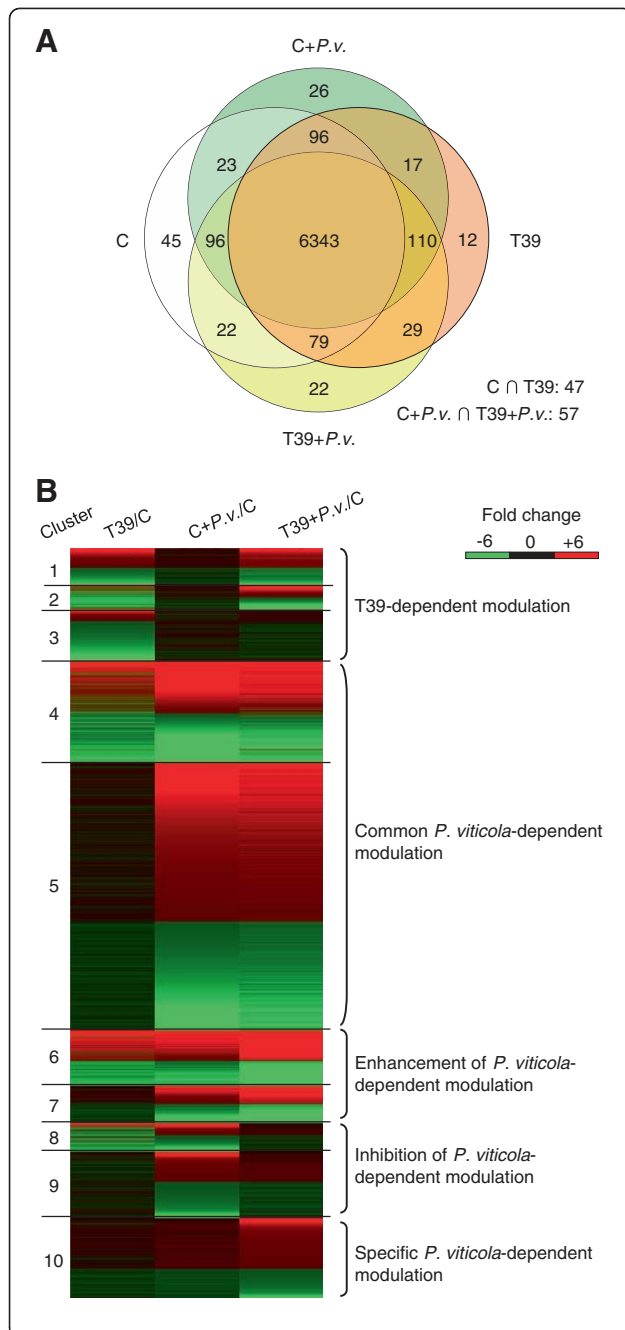 A
C+P.v.
26
96
23
17
C
45
96
6343
110
12
T39
22
79
29
22
C ∩ T39: 47
C+P.v. ∩ T39+P.v.: 57
T39+P.v.
B
Cluster
T39/C
C+P.v./C
T39+P.v./C
Fold change
-6 0 +6
1
2
3
T39-dependent modulation
4
5
Common P. viticola-dependent
modulation
6
7
Enhancement of P. viticola-
dependent modulation
8
9
Inhibition of P. viticola-
dependent modulation
10
Specific P. viticola-dependent
modulation